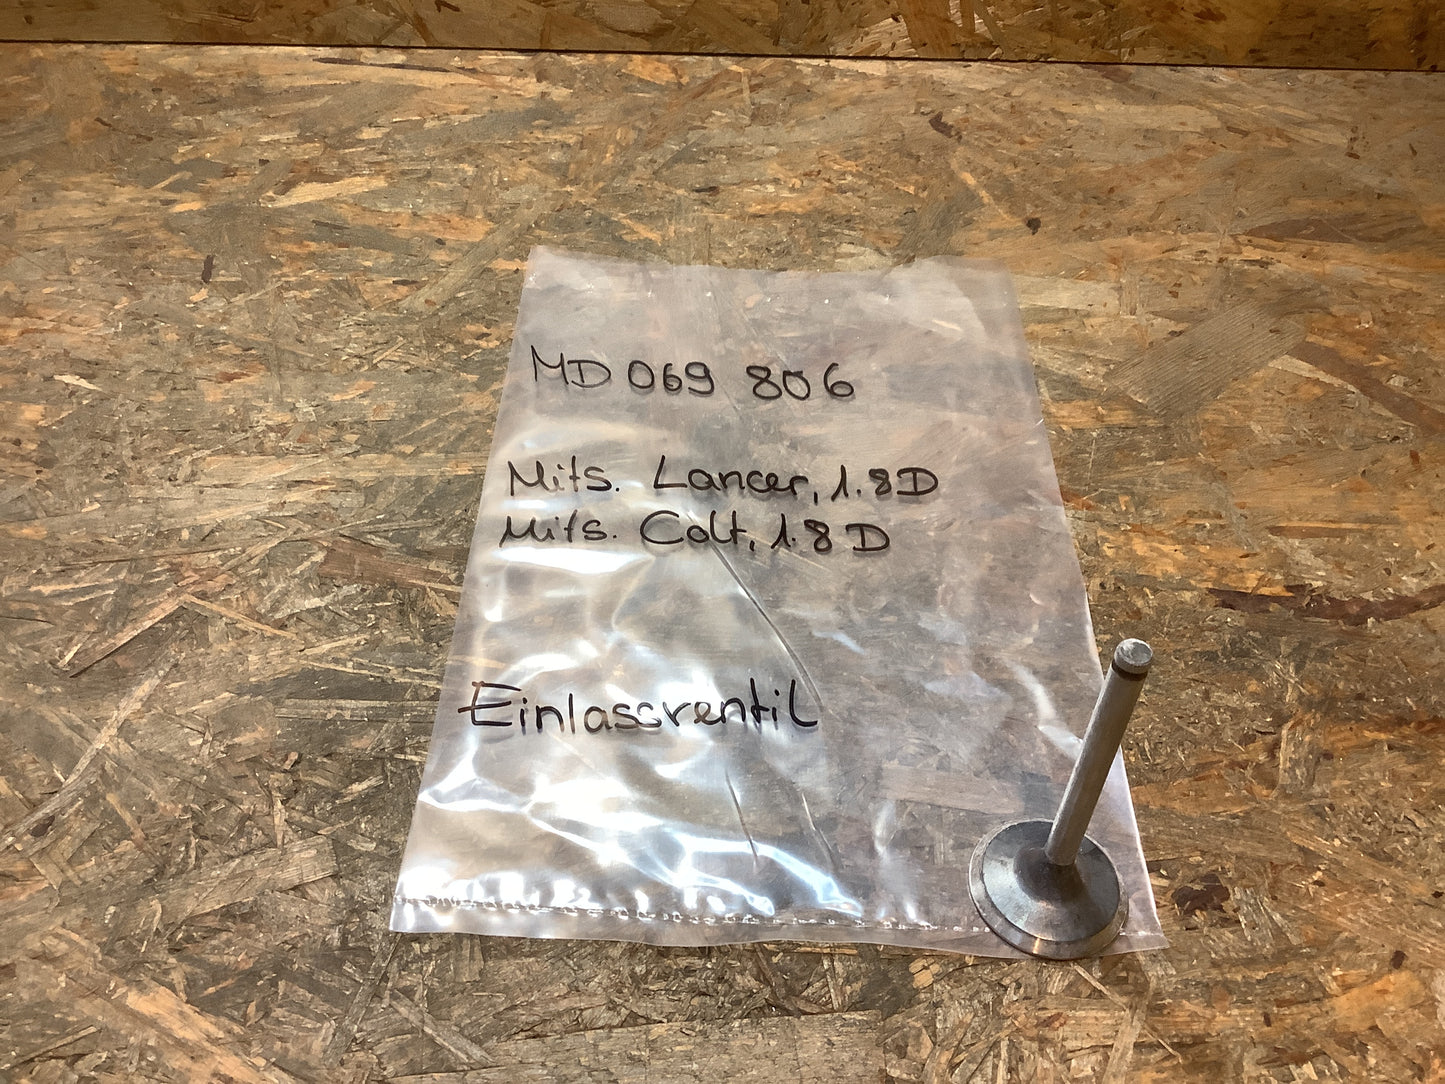 MD 069 806
Mits. Lancer, 1.8D
Mits. Colt, 1.8 D
Einlassventil